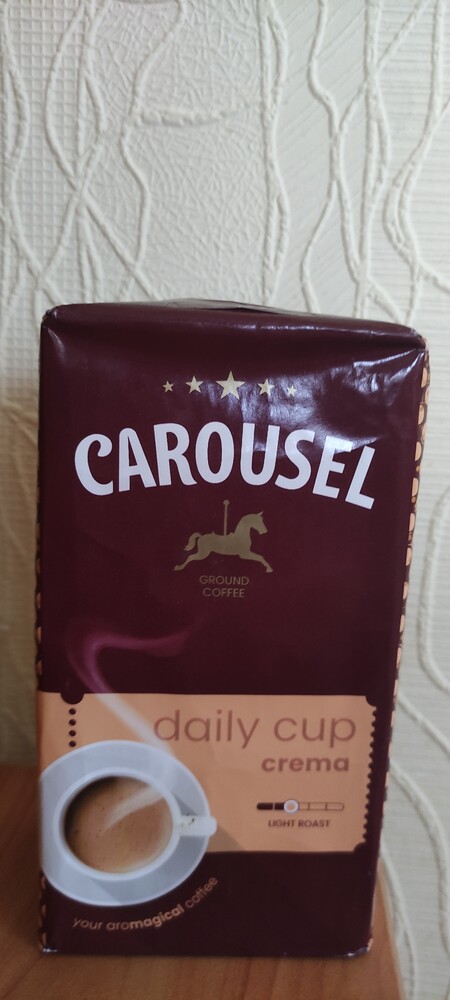 CAROUSEL
GROUND
COFFEE
daily cup
crema
LIGHT ROAST
your aromagical coffee